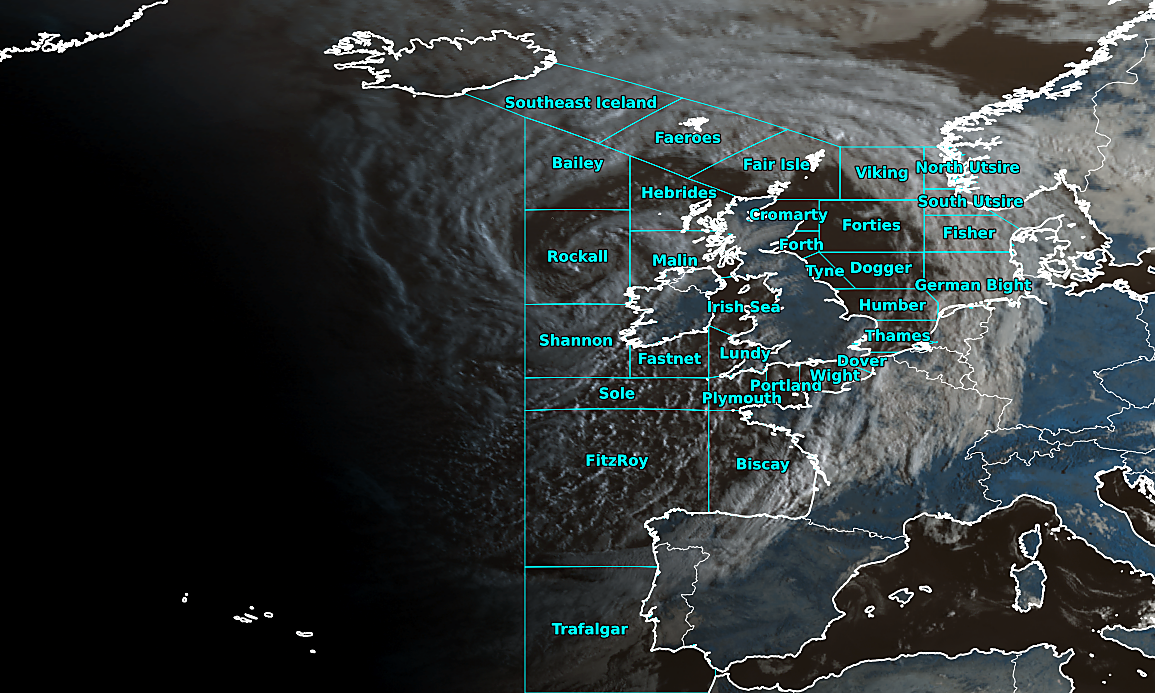 Southeast Iceland
Faeroes
Bailey
Fair Isle
North Utsire
Viking
Hebrides
South Utsire
Cromarty
Forties
Fisher
Forth
Rockall
Malin
Tyne
Dogger
German Bight
Irish Sea
Humber
Thames
Shannon
Fastnet
Lundy
Dover
Wight
Portland
Sole
Plymouth
FitzRoy
Biscay
Trafalgar